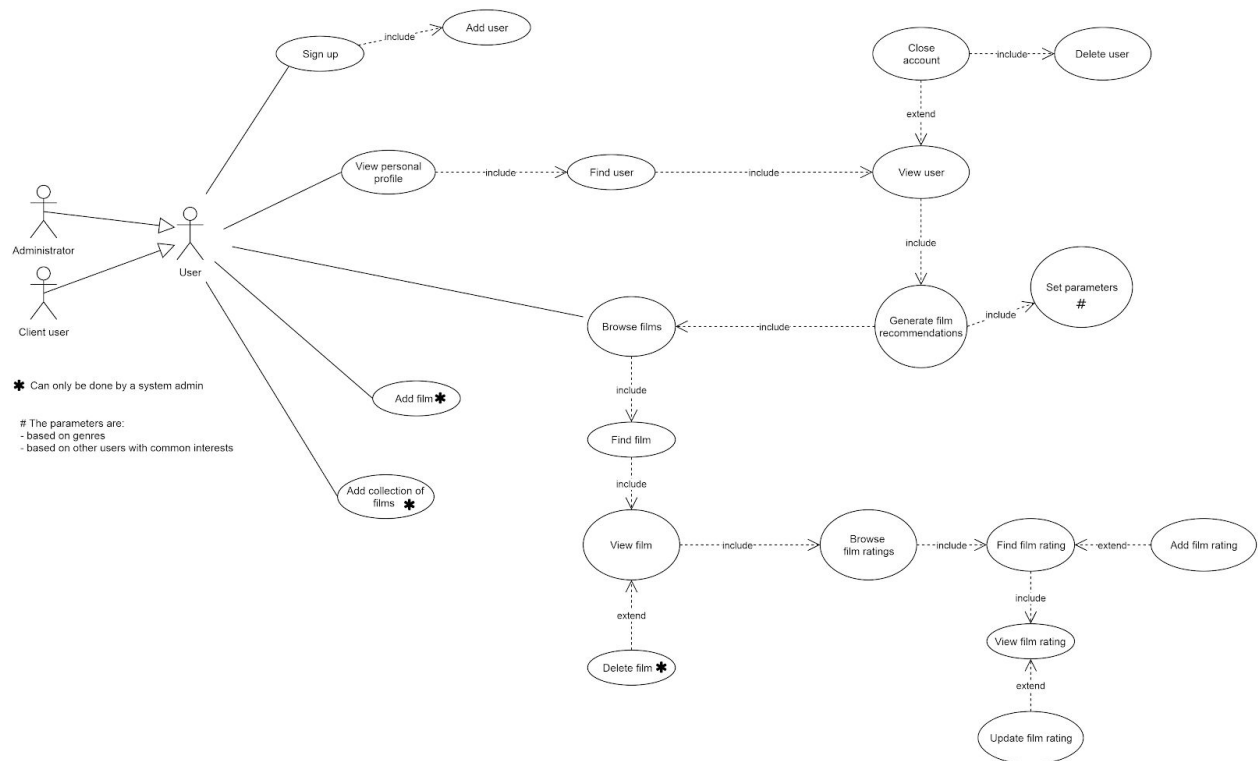 Add user
include
Sign up
Close
account
include
Delete user
extend
View personal
profile
include
Find user
include
View user
Administrator
User
include
Client user
Set parameters
#
include
Generate film
recommendations
include
Browse films
✱ Can only be done by a system admin
include
Add film ✱
# The parameters are:
- based on genres
- based on other users with common interests
Find film
include
Add collection of
films ✱
View film
include
Browse
film ratings
include
Find film rating
extend
Add film rating
include
extend
View film rating
Delete film ✱
extend
Update film rating